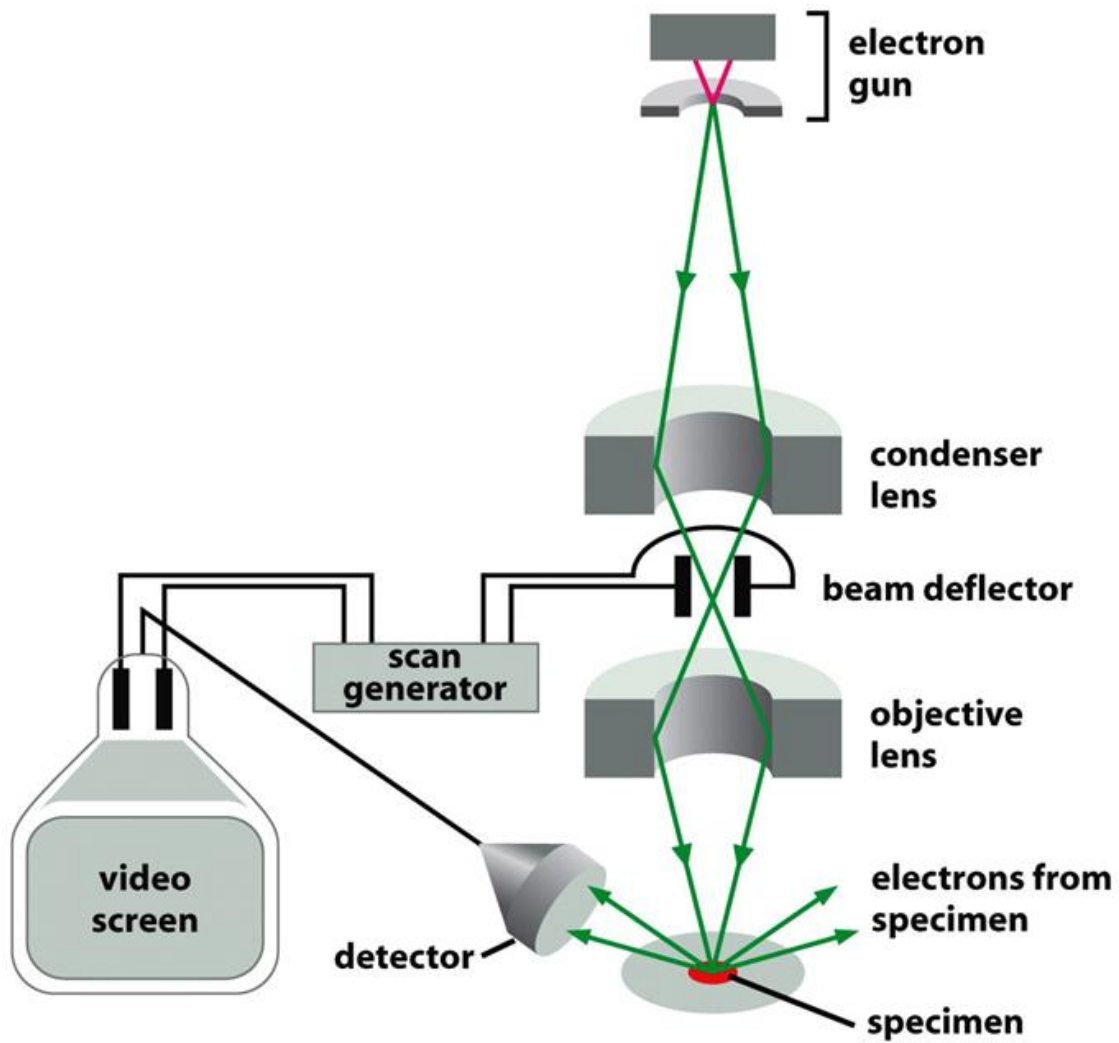 electron
gun
condenser
lens
beam deflector
scan
generator
objective
lens
video
screen
electrons from
specimen
detector
specimen